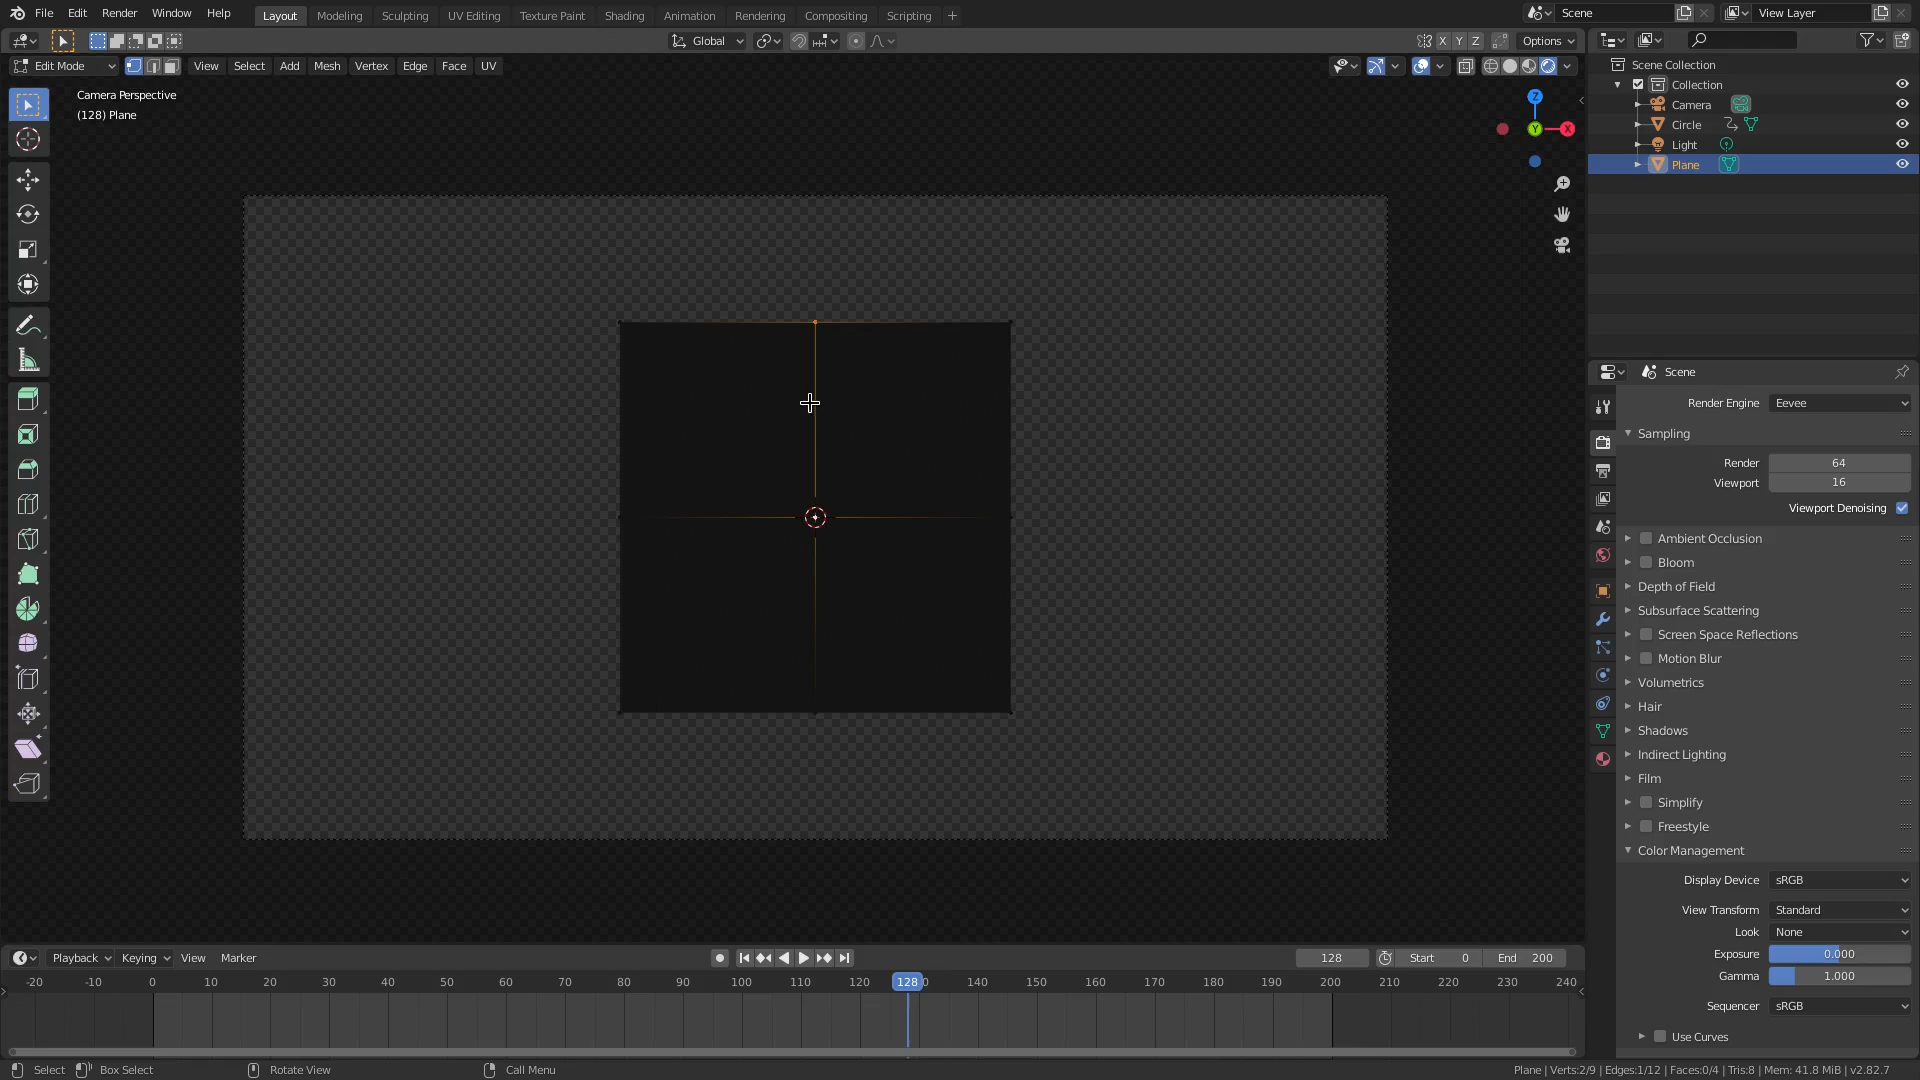 File Edit Render Window Help Layout Modeling Sculpting UV Editing Texture Paint Shading Animation Rendering Compositing Scripting + Scene View Layer
Global X Y Z Options
Edit Mode View Select Add Mesh Vertex Edge Face UV
Camera Perspective
(128) Plane
Z
Y X
Scene Collection
Collection
Camera
Circle
Light
Plane
Scene
Render Engine Eevee
Sampling
Render 64
Viewport 16
Viewport Denoising
Ambient Occlusion
Bloom
Depth of Field
Subsurface Scattering
Screen Space Reflections
Motion Blur
Volumetrics
Hair
Shadows
Indirect Lighting
Film
Simplify
Freestyle
Color Management
Display Device sRGB
View Transform Standard
Look None
Exposure 0.000
Gamma 1.000
Sequencer sRGB
Use Curves
Playback Keying View Marker 128 Start 0 End 200
-20 -10 0 10 20 30 40 50 60 70 80 90 100 110 120 128 0 140 150 160 170 180 190 200 210 220 230 240
Select Box Select Rotate View Call Menu Plane | Verts:2/9 | Edges:1/12 | Faces:0/4 | Tris:8 | Mem: 41.8 MiB | v2.82.7